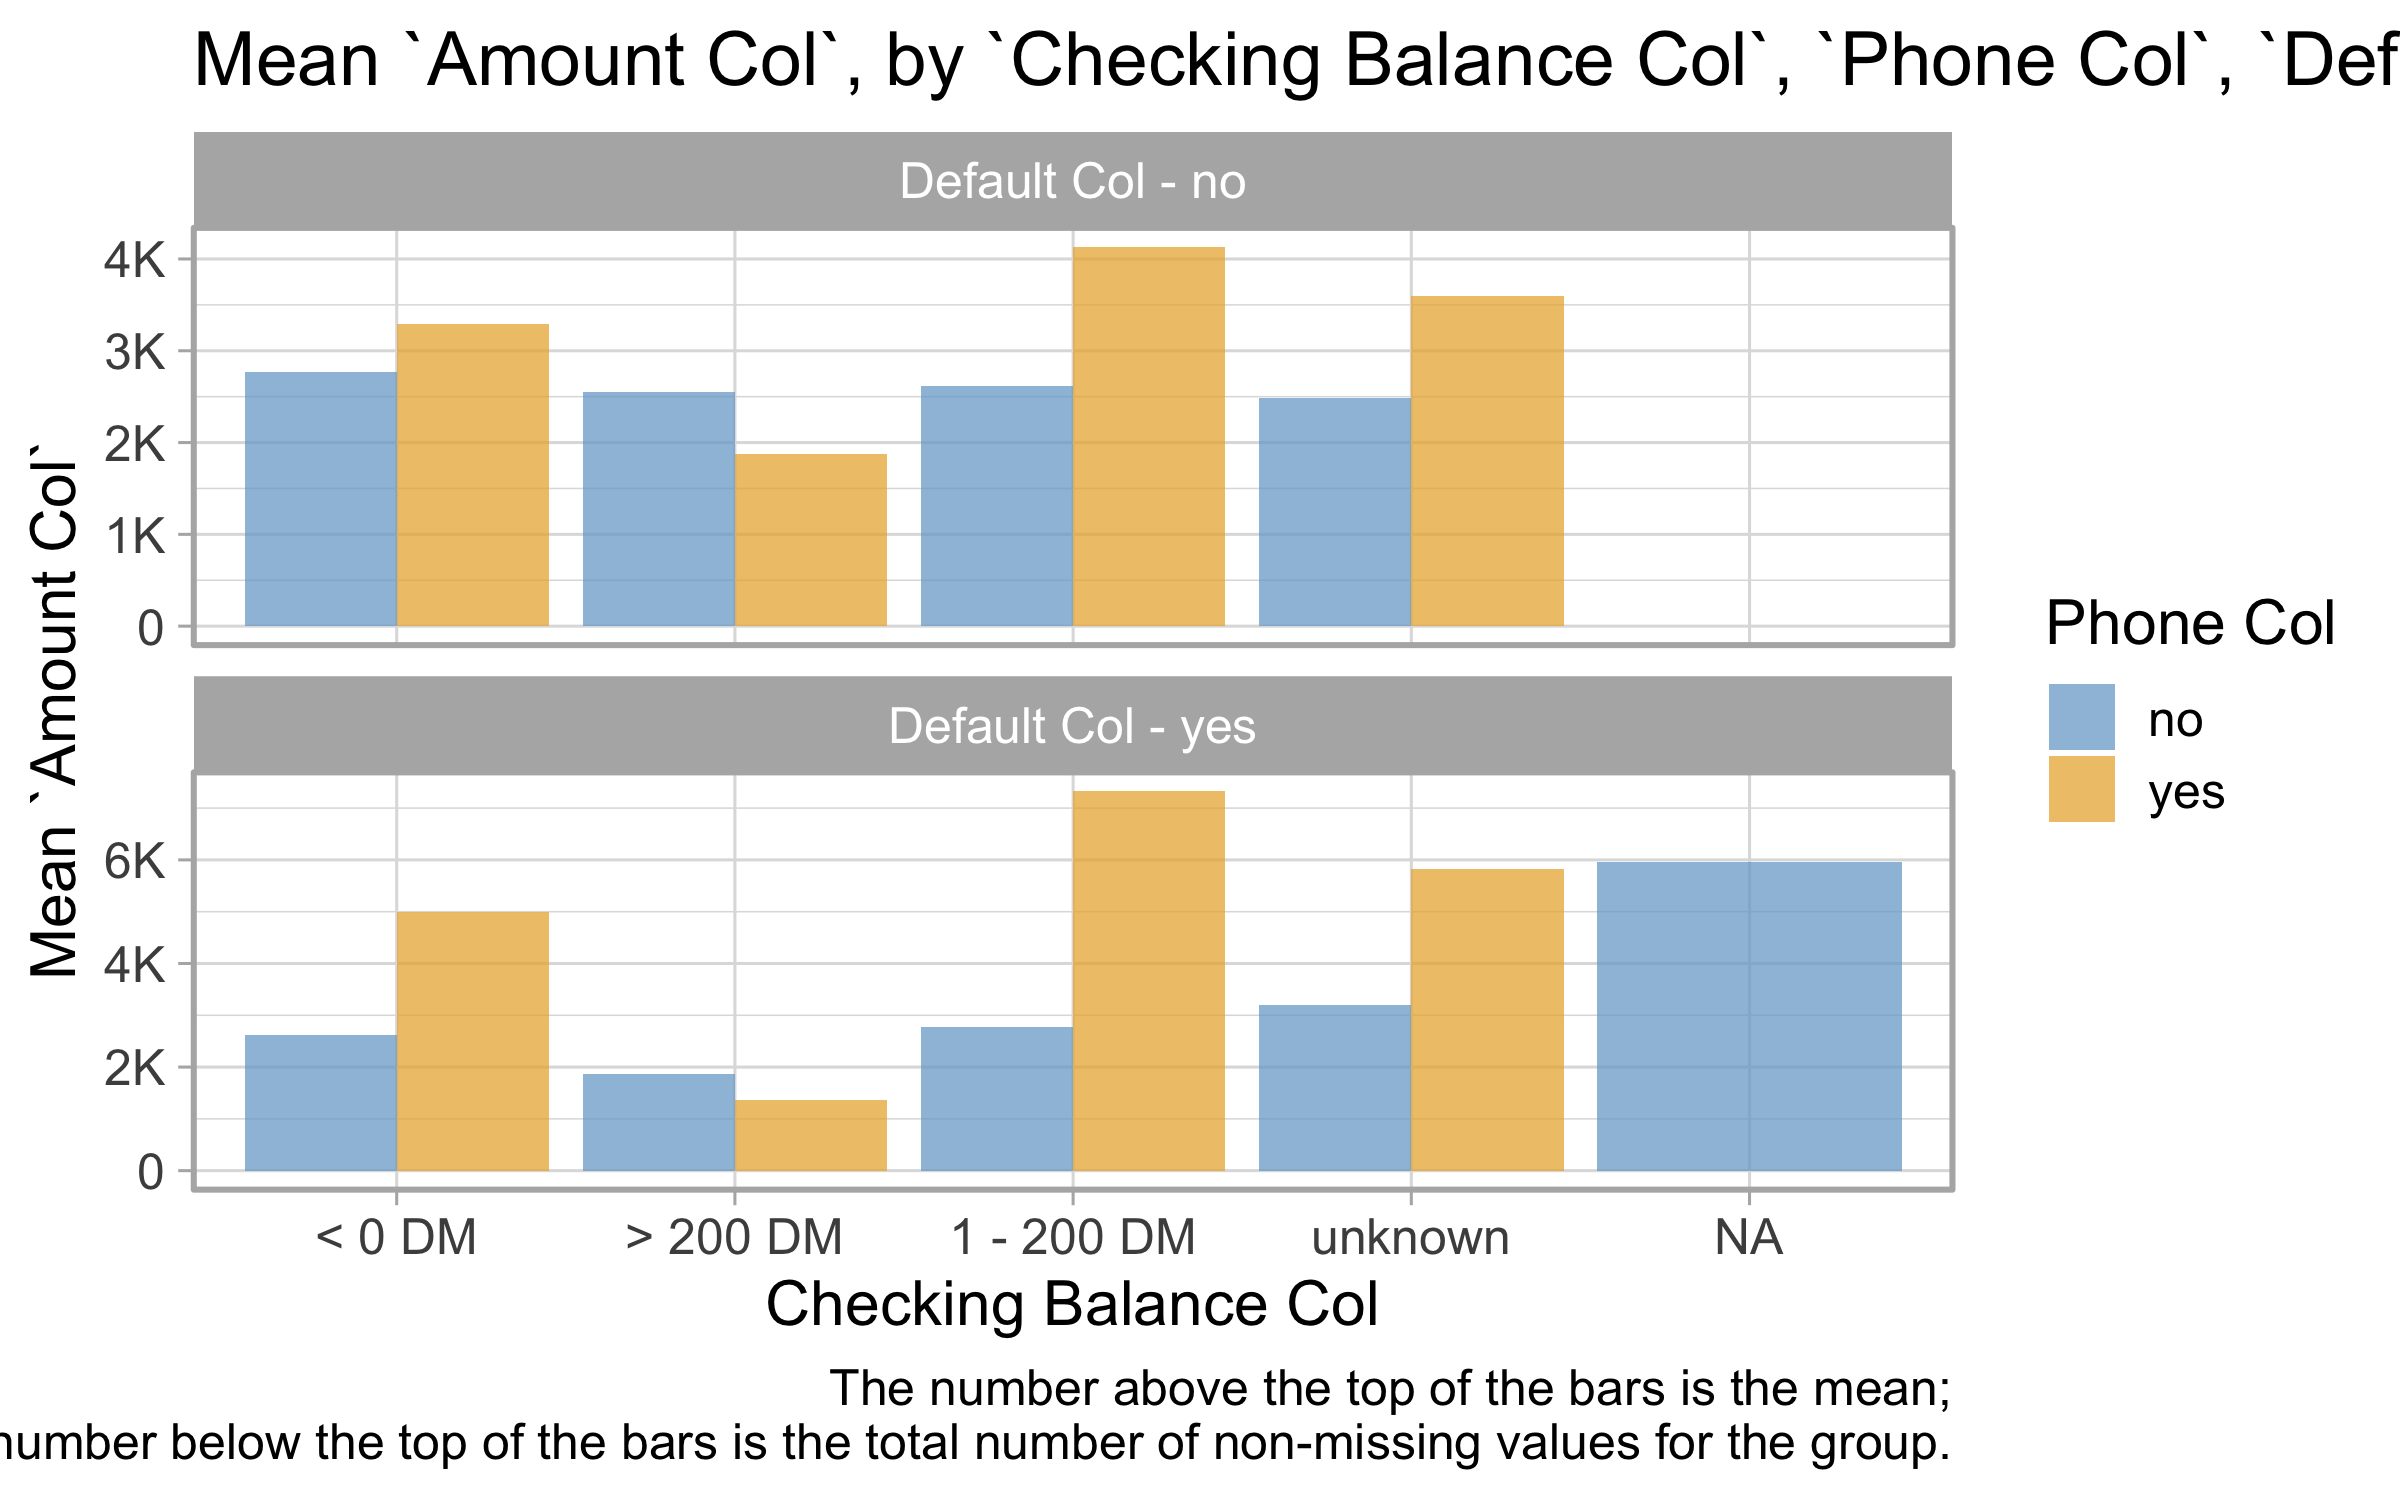 Mean `Amount Col`, by `Checking Balance Col`, `Phone Col`, `Def
Default Col - no
4K
3K
2K
1K
0
Default Col - yes
6K
4K
2K
0
Mean `Amount Col`
< 0 DM
> 200 DM
1 - 200 DM
unknown
NA
Checking Balance Col
Phone Col
no
yes
The number above the top of the bars is the mean;
number below the top of the bars is the total number of non-missing values for the group.